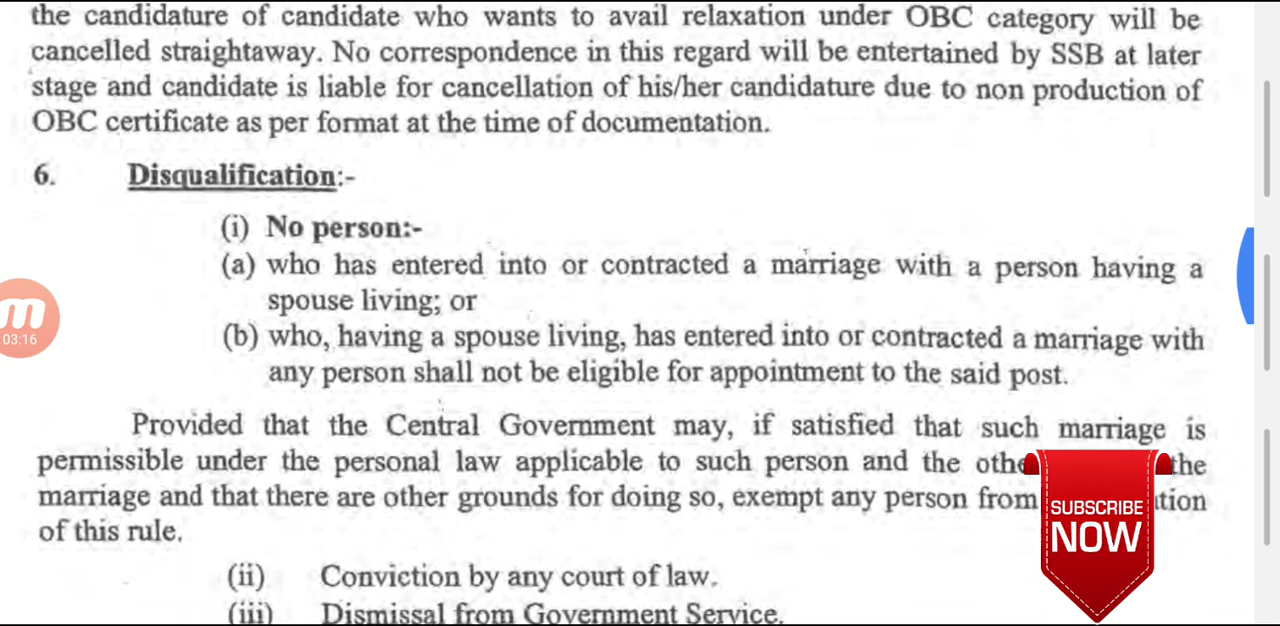 the candidature of candidate who wants to avail relaxation under OBC category will be
cancelled straightaway. No correspondence in this regard will be entertained by SSB at later
stage and candidate is liable for cancellation of his/her candidature due to non production of
OBC certificate as per format at the time of documentation.
6. Disqualification:-
(i) No person:-
(a) who has entered into or contracted a marriage with a person having a
spouse living; or
(b) who, having a spouse living, has entered into or contracted a marriage with
any person shall not be eligible for appointment to the said post.
Provided that the Central Government may, if satisfied that such marriage is
permissible under the personal law applicable to such person and the the
marriage and that there are other grounds for doing so, exempt any person from
of this rule.
(ii) Conviction by any court of law.
(iii) Dismissal from Government Service.
03:16
SUBSCRIBE
NOW